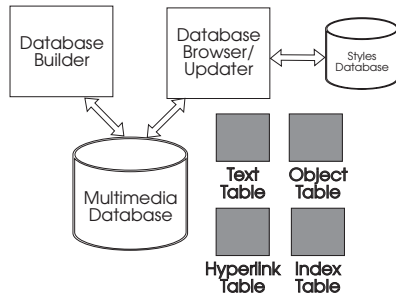 Database
Builder
Database
Browser/
Updater
Styles
Database
Multimedia
Database
Text
Table
Object
Table
Hyperlink
Table
Index
Table